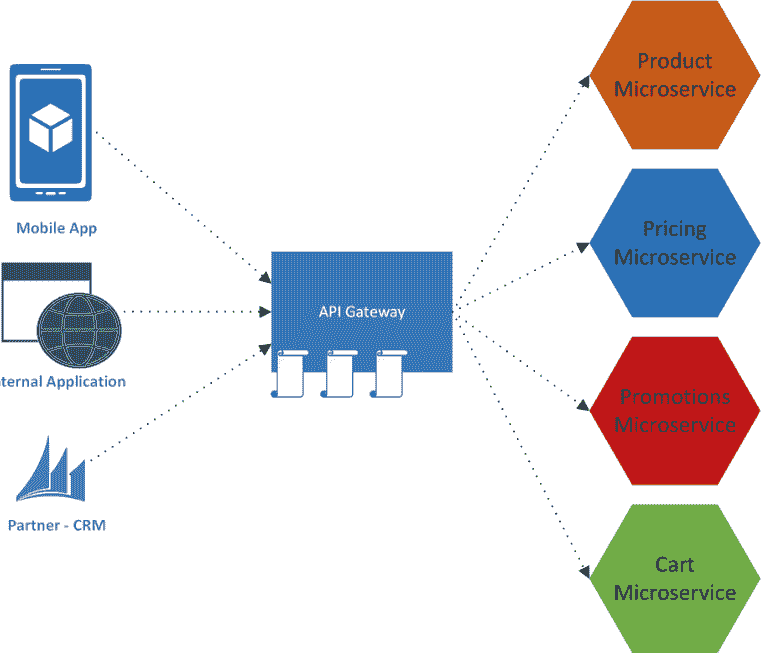 Product
Microservice
Mobile App
Pricing
Microservice
API Gateway
ternal Application
Promotions
Microservice
Partner - CRM
Cart
Microservice